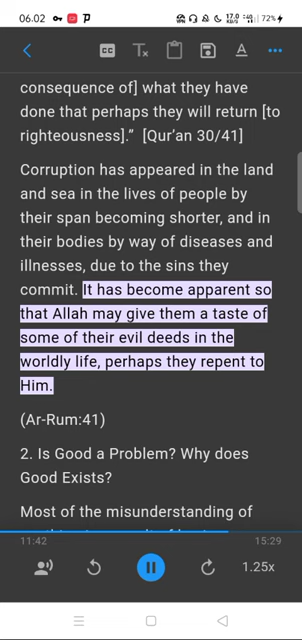 06.02
17.0
KB/S
72%
CC
A
consequence of] what they have
done that perhaps they will return [to
righteousness].” [Qur’an 30/41]
Corruption has appeared in the land
and sea in the lives of people by
their span becoming shorter, and in
their bodies by way of diseases and
illnesses, due to the sins they
commit. It has become apparent so
that Allah may give them a taste of
some of their evil deeds in the
worldly life, perhaps they repent to
Him.
(Ar-Rum:41)
2. Is Good a Problem? Why does
Good Exists?
Most of the misunderstanding of
11:42
15:29
1.25x